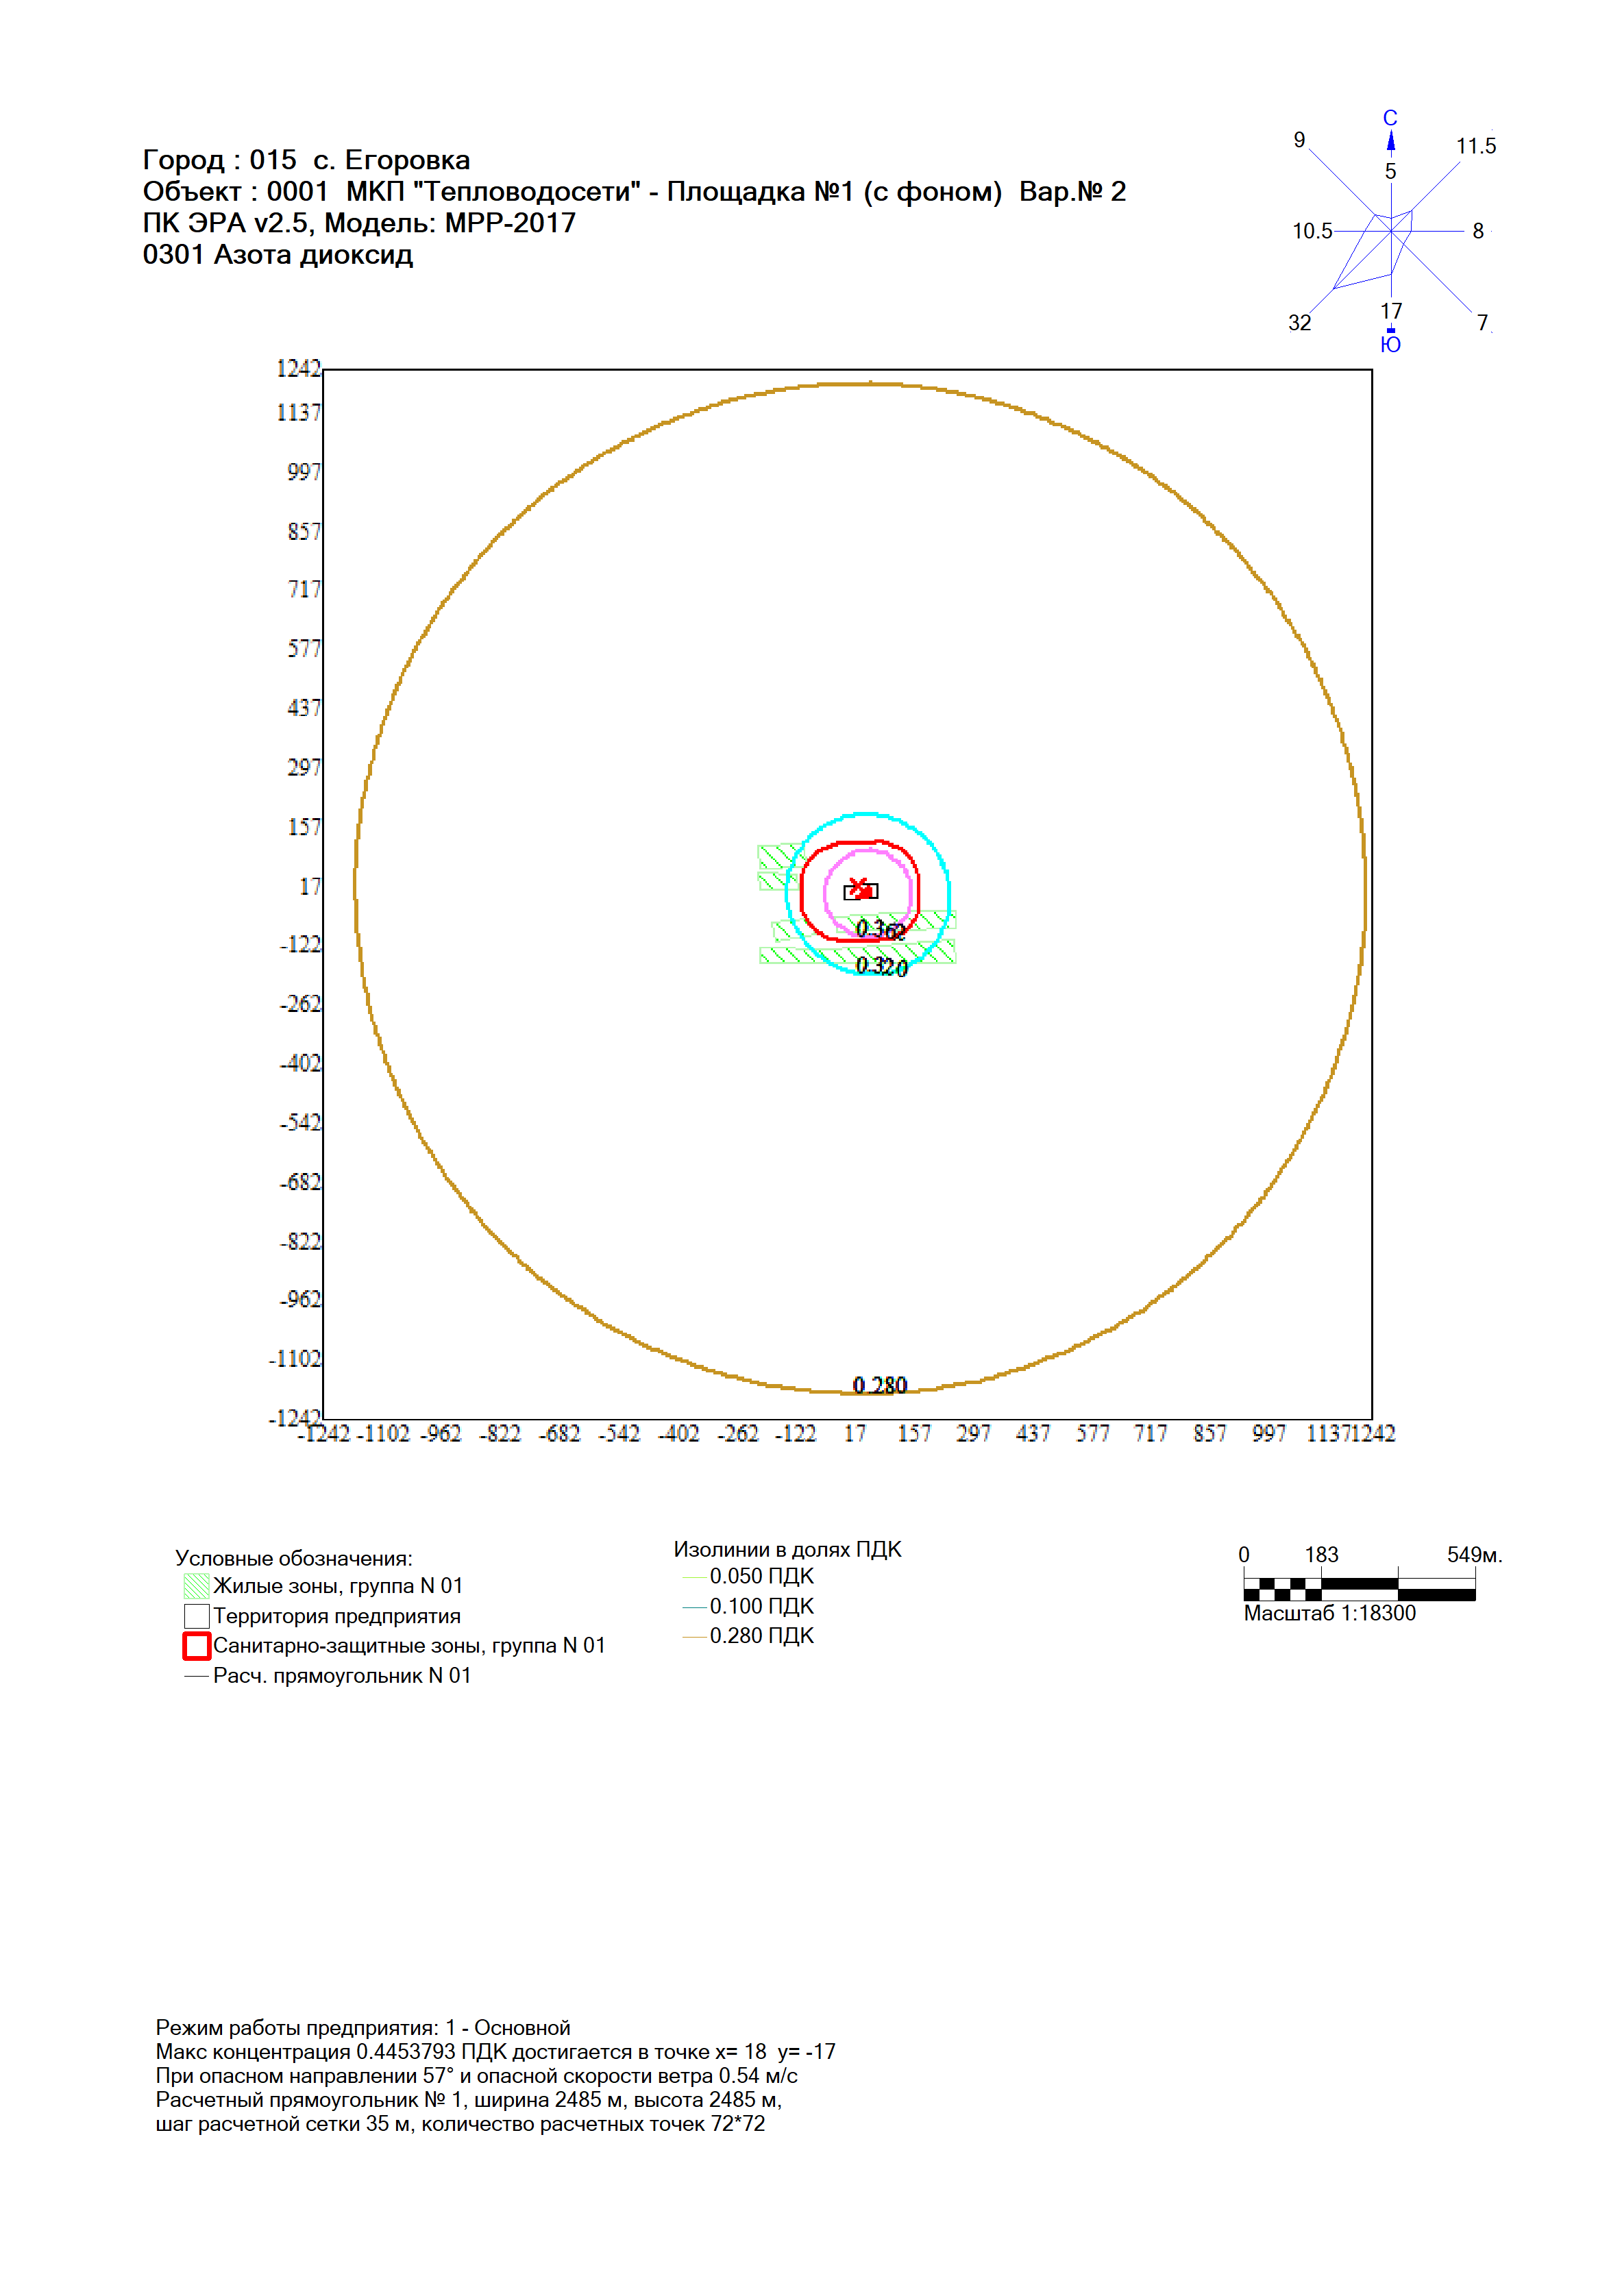 Город : 015 с. Егоровка
Объект : 0001 МКП "Тепловодосети" - Площадка №1 (с фоном) Вар.№ 2
ПК ЭРА v2.5, Модель: МРР-2017
0301 Азота диоксид
С
9
11.5
5
10.5
8
17
32
7
Ю
1242
1137
997
857
717
577
437
297
157
17
-122
-262
-402
-542
-682
-822
-962
-1102
-1242
0.280
-1242 -1102 -962 -822 -682 -542 -402 -262 -122 17 157 297 437 577 717 857 997 1137 1242
Условные обозначения:
Жилые зоны, группа N 01
Территория предприятия
Санитарно-защитные зоны, группа N 01
Расч. прямоугольник N 01
Изолинии в долях ПДК
0.050 ПДК
0.100 ПДК
0.280 ПДК
0 183 549м.
Масштаб 1:18300
Режим работы предприятия: 1 - Основной
Макс концентрация 0.4453793 ПДК достигается в точке x= 18 y= -17
При опасном направлении 57° и опасной скорости ветра 0.54 м/с
Расчетный прямоугольник № 1, ширина 2485 м, высота 2485 м,
шаг расчетной сетки 35 м, количество расчетных точек 72*72